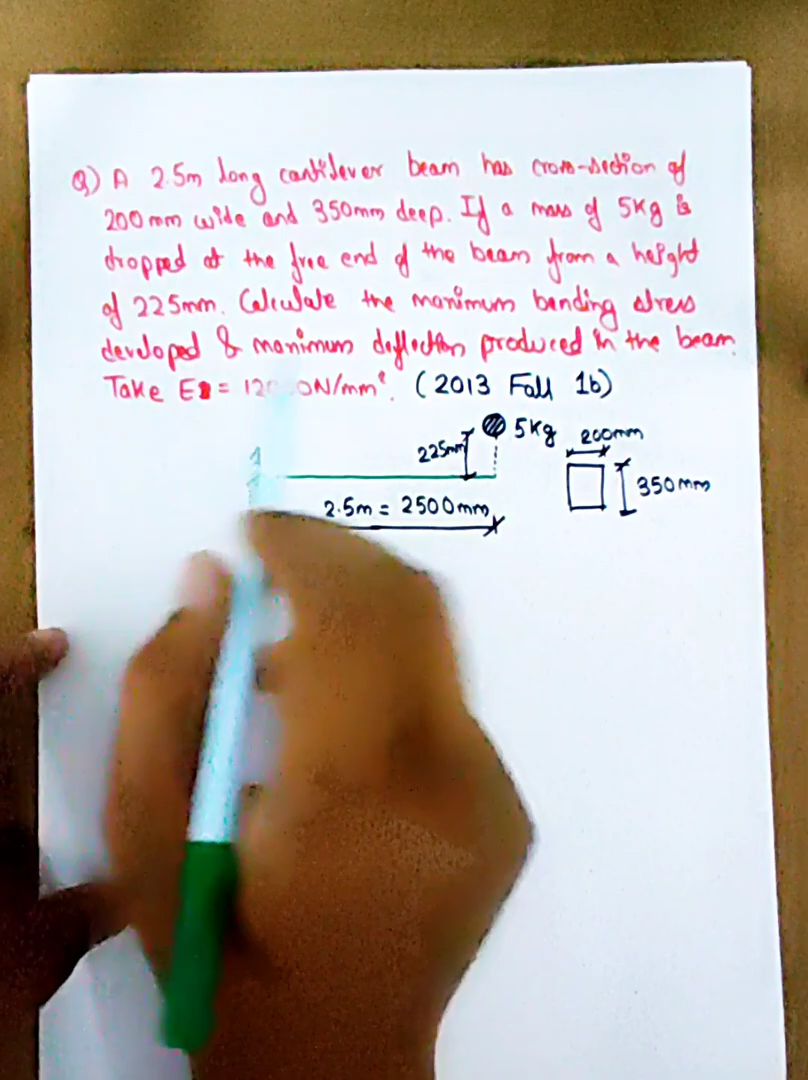 Q) A 2.5m long cantilever beam has cross-section of
200mm wide and 350mm deep. If a mass of 5Kg is
dropped at the free end of the beam from a height
of 225mm. Calculate the maximum bending stress
developed & maximum deflection produced in the beam.
Take E = N/mm². (2013 Fall 1b)
5Kg
225mm
200mm
350mm
2.5m = 2500mm